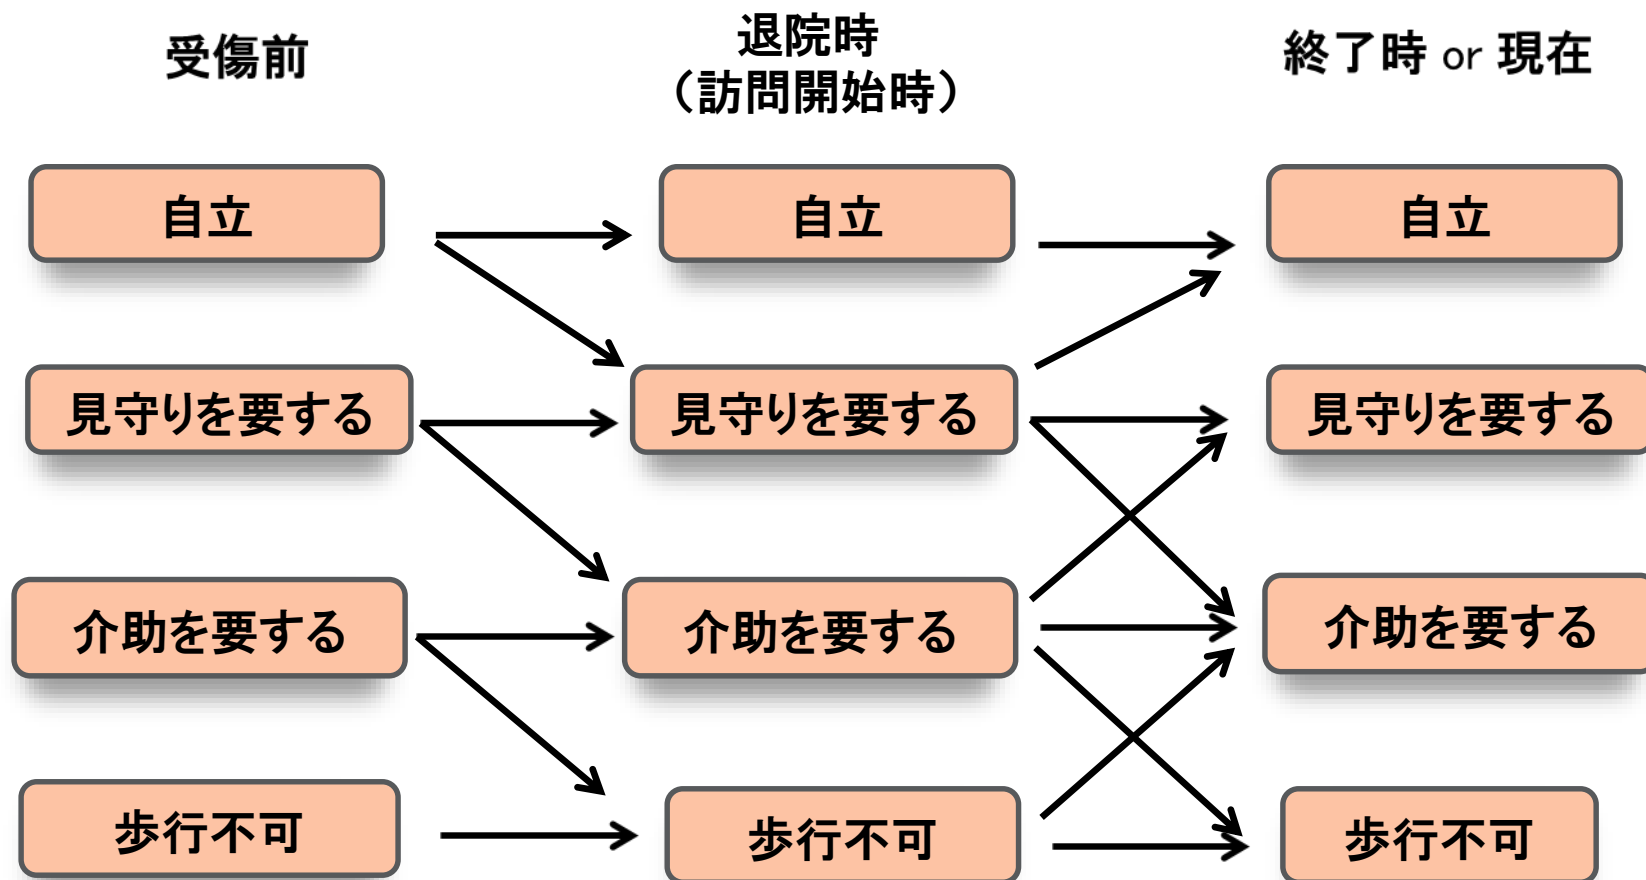 受傷前
退院時
（訪問開始時）
終了時 or 現在
自立
自立
自立
見守りを要する
見守りを要する
見守りを要する
介助を要する
介助を要する
介助を要する
歩行不可
歩行不可
歩行不可